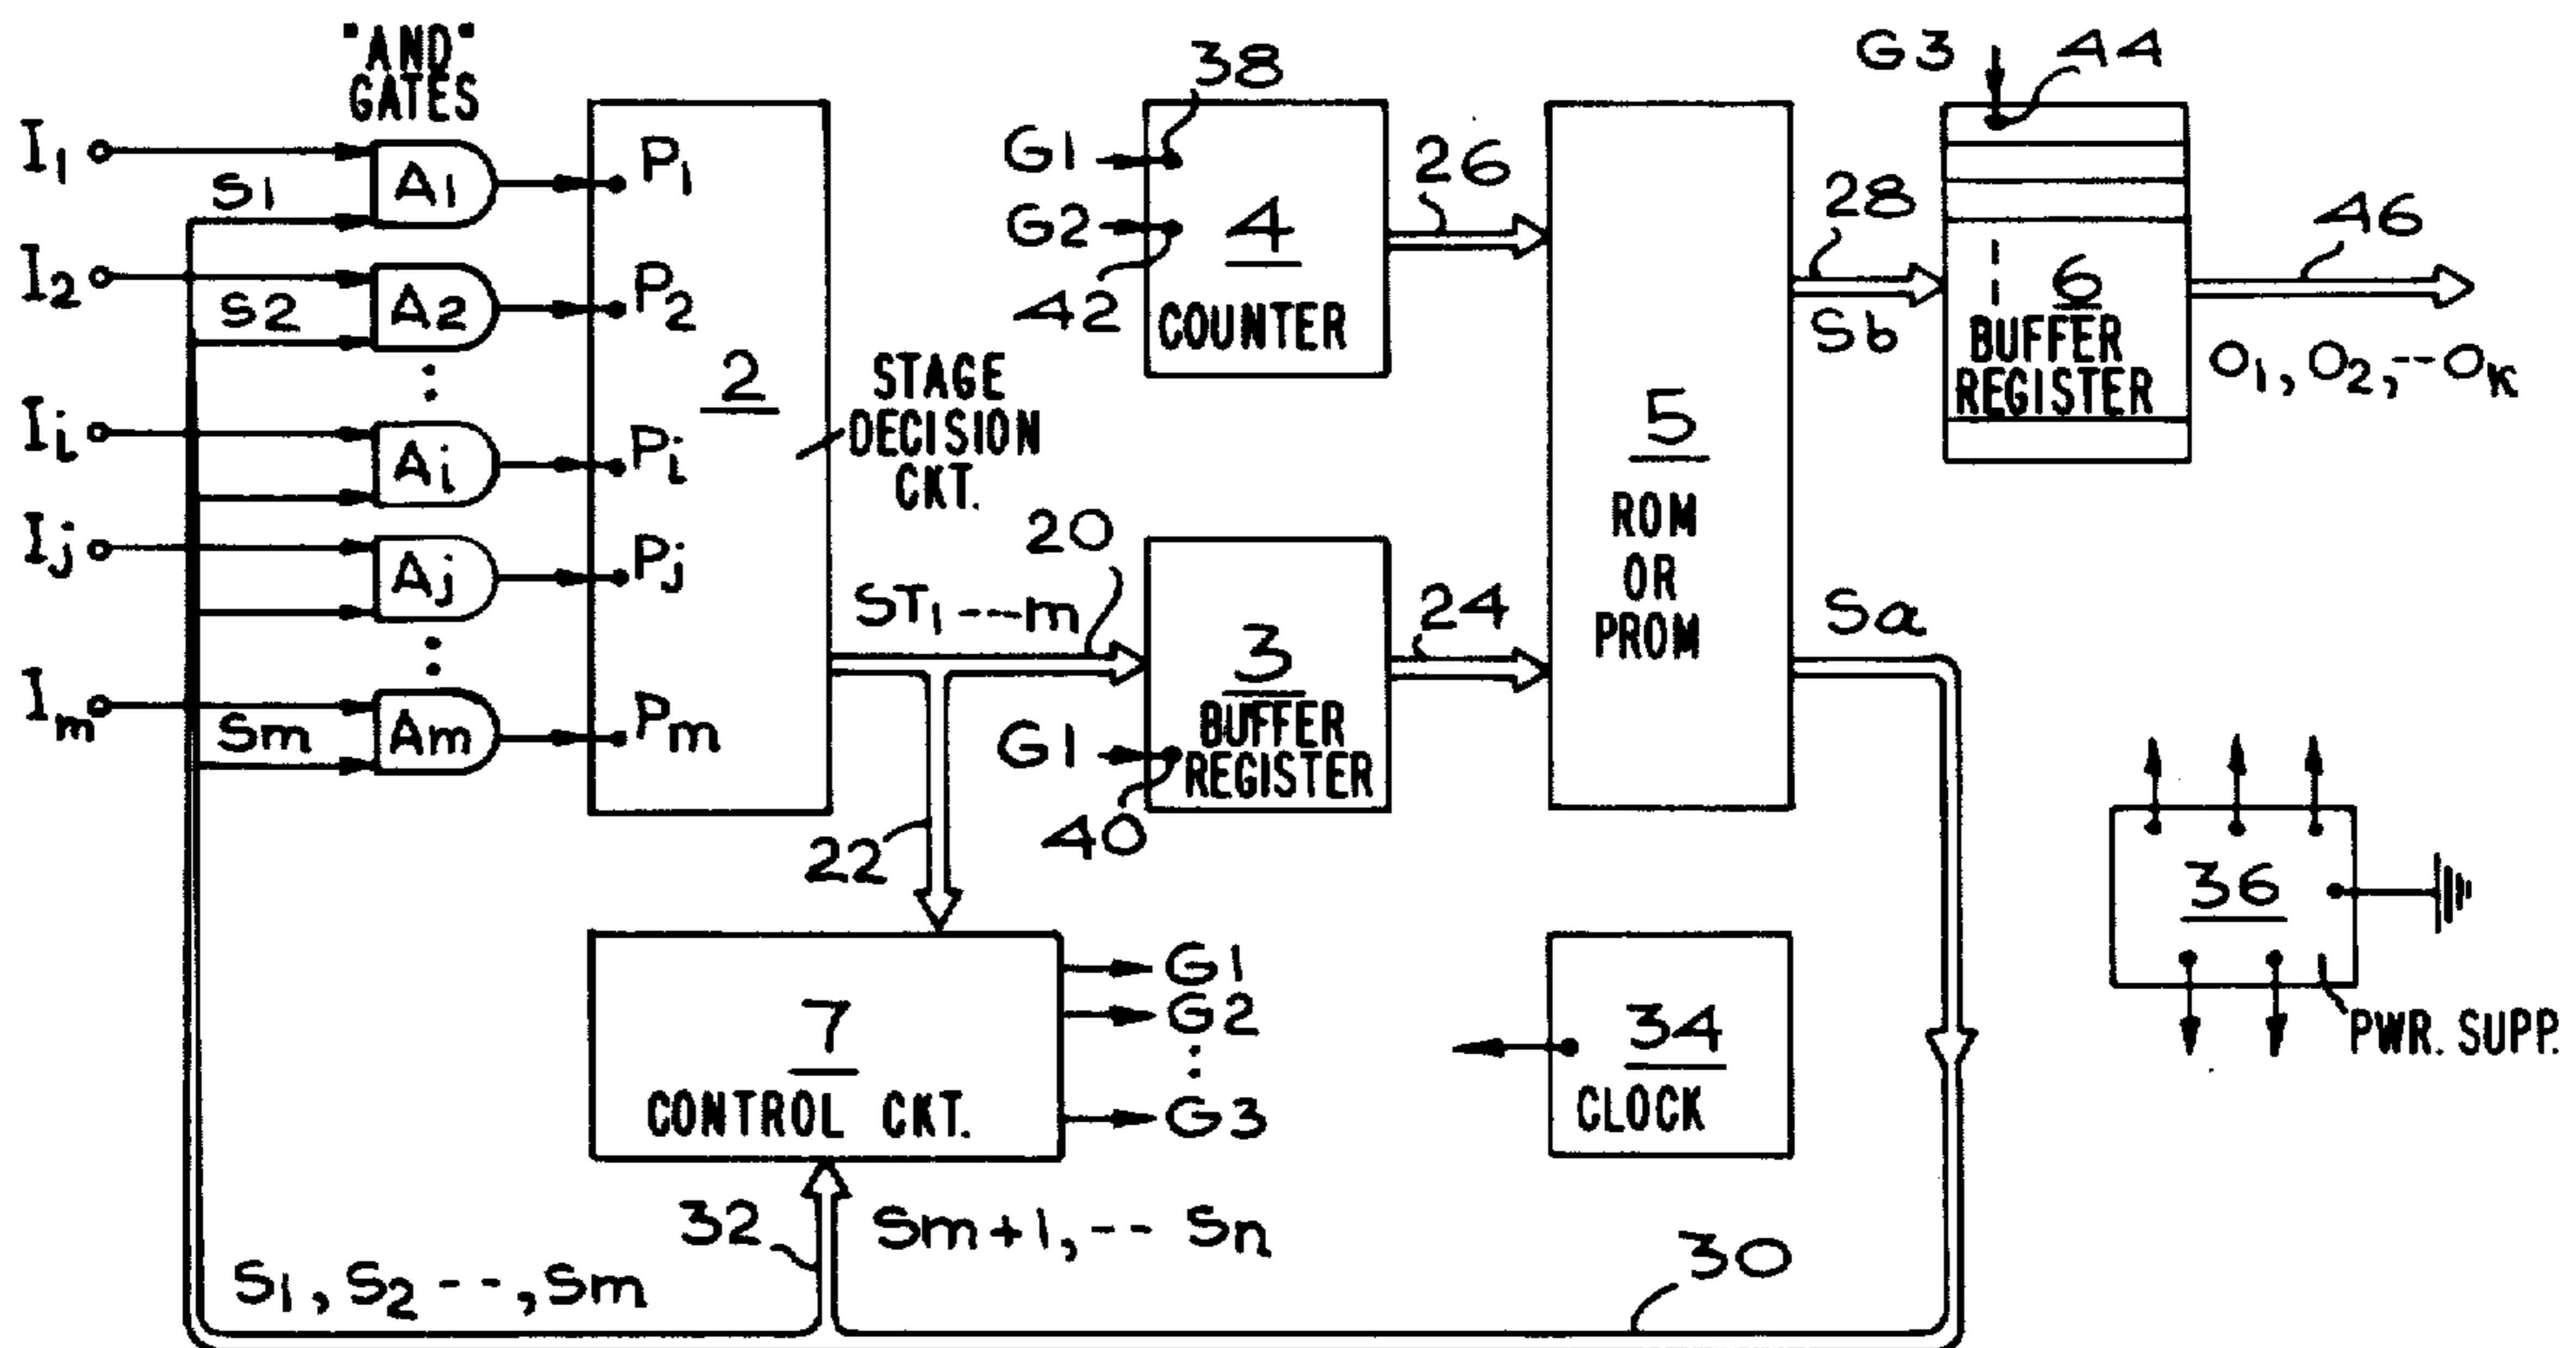 "AND"
GATES
I1
S1
A1
P1
I2
S2
A2
P2
Ii
Ai
Pi
Ij
Aj
Pj
Im
Sm
Am
Pm
2
STAGE
DECISION
CKT.
ST1---m
20
22
G1
38
G2
42
4
COUNTER
26
G1
40
3
BUFFER
REGISTER
24
5
ROM
OR
PROM
28
Sb
Sa
G3
44
6
BUFFER
REGISTER
46
O1, O2,--OK
7
CONTROL CKT.
G1
G2
G3
34
CLOCK
36
PWR. SUPP.
32
Sm+1,-- Sn
S1, S2 --, Sm
30